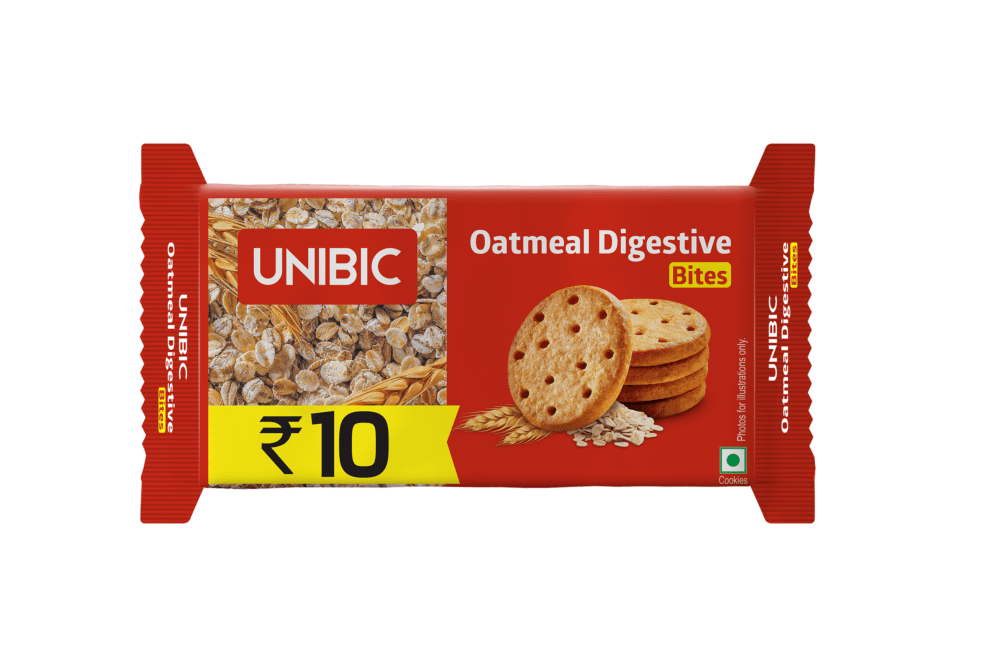 UNIBIC
₹10
Oatmeal Digestive
Bites
Photos for illustrations only.
Cookies
UNIBIC
Oatmeal Digestive
Bites
UNIBIC
Oatmeal Digestive
Bites